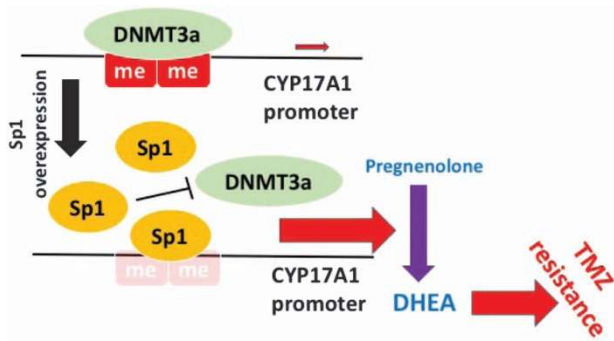 DNMT3a
me me
CYP17A1
promoter
Sp1
overexpression
Sp1
DNMT3a
Sp1
Sp1
me me
CYP17A1
promoter
Pregnenolone
DHEA
TMZ
resistance